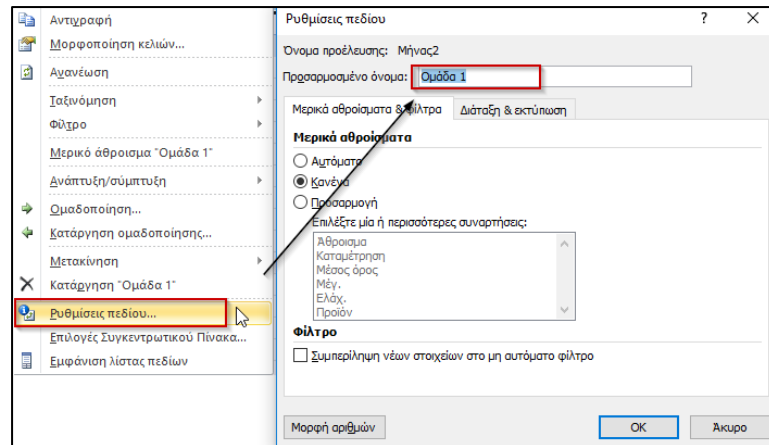 Αντιγραφή
Μορφοποίηση κελιών...
Ανανέωση
Ταξινόμηση
Φίλτρο
Μερικό άθροισμα "Ομάδα 1"
Ανάπτυξη/σύμπτυξη
Ομαδοποίηση...
Κατάργηση ομαδοποίησης...
Μετακίνηση
Κατάργηση "Ομάδα 1"
Ρυθμίσεις πεδίου...
Επιλογές Συγκεντρωτικού Πίνακα...
Εμφάνιση λίστας πεδίων
Ρυθμίσεις πεδίου
Όνομα προέλευσης: Μήνας2
Προσαρμοσμένο όνομα: Ομάδα 1
Μερικά αθροίσματα & φίλτρα Διάταξη & εκτύπωση
Μερικά αθροίσματα
Αυτόματα
Κανένα
Προσαρμογή
Επιλέξτε μία ή περισσότερες συναρτήσεις:
Άθροισμα
Καταμέτρηση
Μέσος όρος
Μέγ.
Ελάχ.
Προϊόν
Φίλτρο
Συμπερίληψη νέων στοιχείων στο μη αυτόματο φίλτρο
Μορφή αριθμών OK Άκυρο